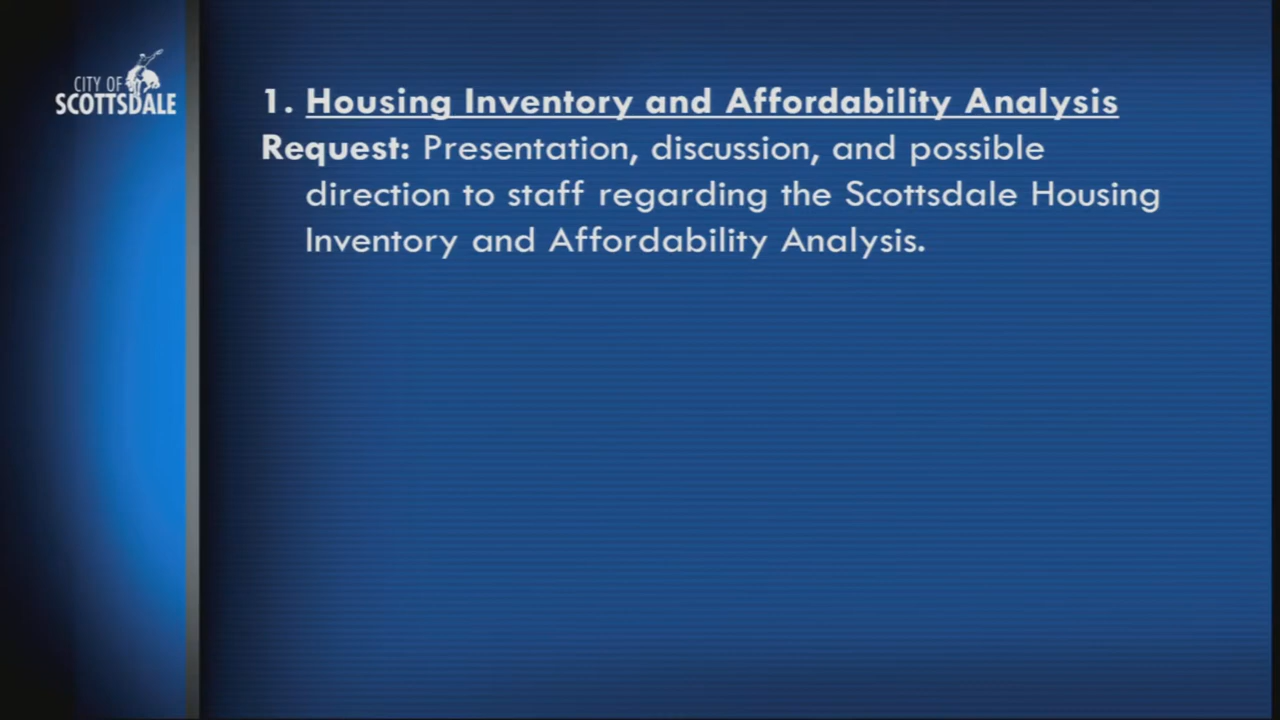 CITY OF
SCOTTSDALE
1. Housing Inventory and Affordability Analysis
Request: Presentation, discussion, and possible
direction to staff regarding the Scottsdale Housing
Inventory and Affordability Analysis.